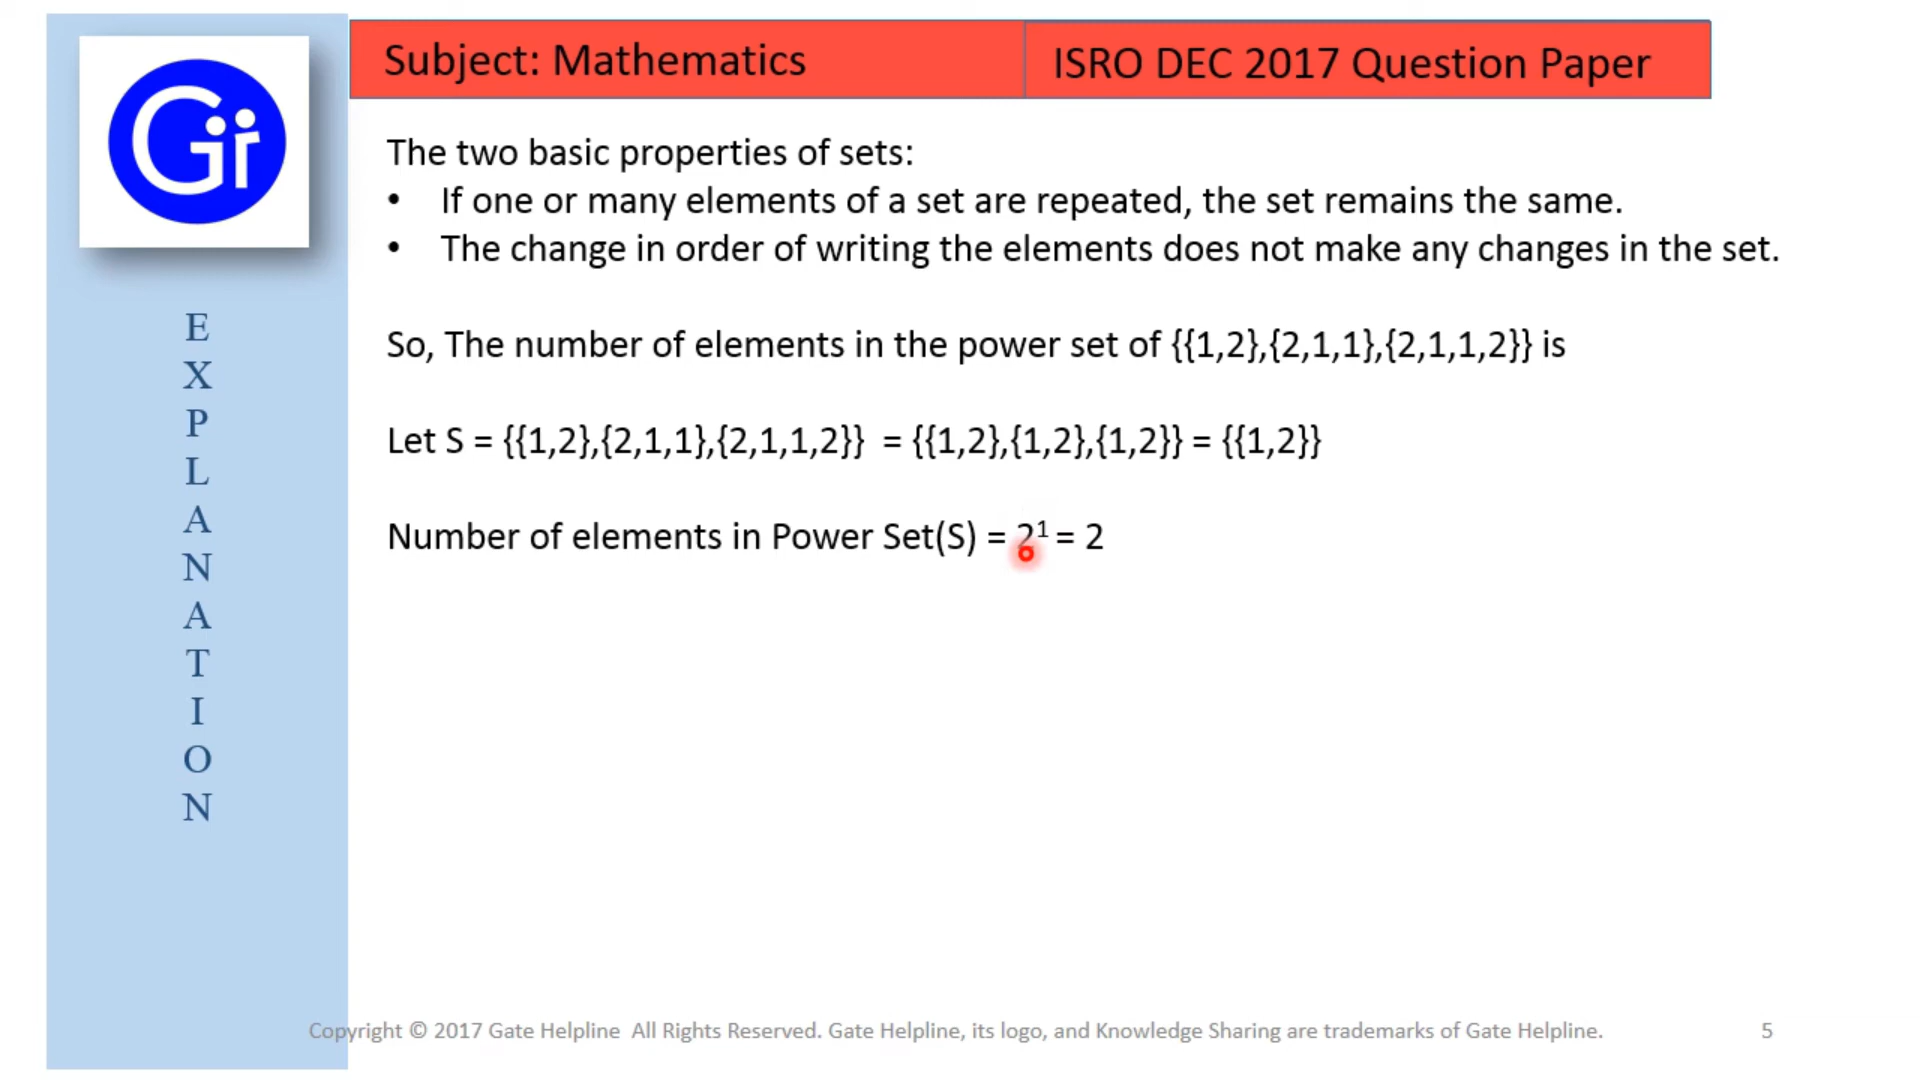 Subject: Mathematics
ISRO DEC 2017 Question Paper
Gi
The two basic properties of sets:
• If one or many elements of a set are repeated, the set remains the same.
• The change in order of writing the elements does not make any changes in the set.
So, The number of elements in the power set of {{1,2},{2,1,1},{2,1,1,2}} is
Let S = {{1,2},{2,1,1},{2,1,1,2}} = {{1,2},{1,2},{1,2}} = {{1,2}}
Number of elements in Power Set(S) = 2¹ = 2
E
X
P
L
A
N
A
T
I
O
N
Copyright © 2017 Gate Helpline All Rights Reserved. Gate Helpline, its logo, and Knowledge Sharing are trademarks of Gate Helpline.
5